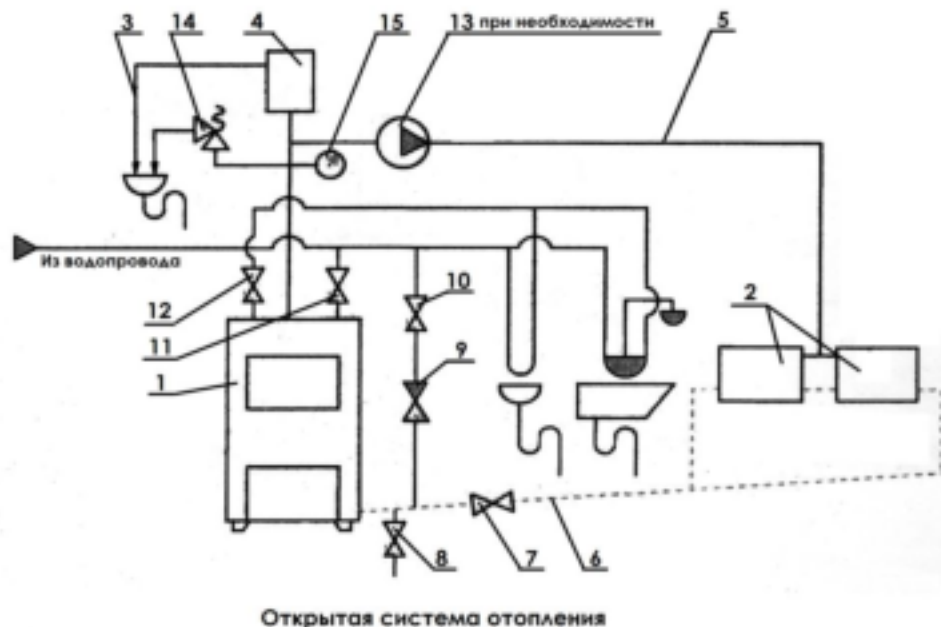 3 14 4 13 при необходимости 5
15
Из водопровода
12 10 2
11 9
1
8 7 6
Открытая система отопления